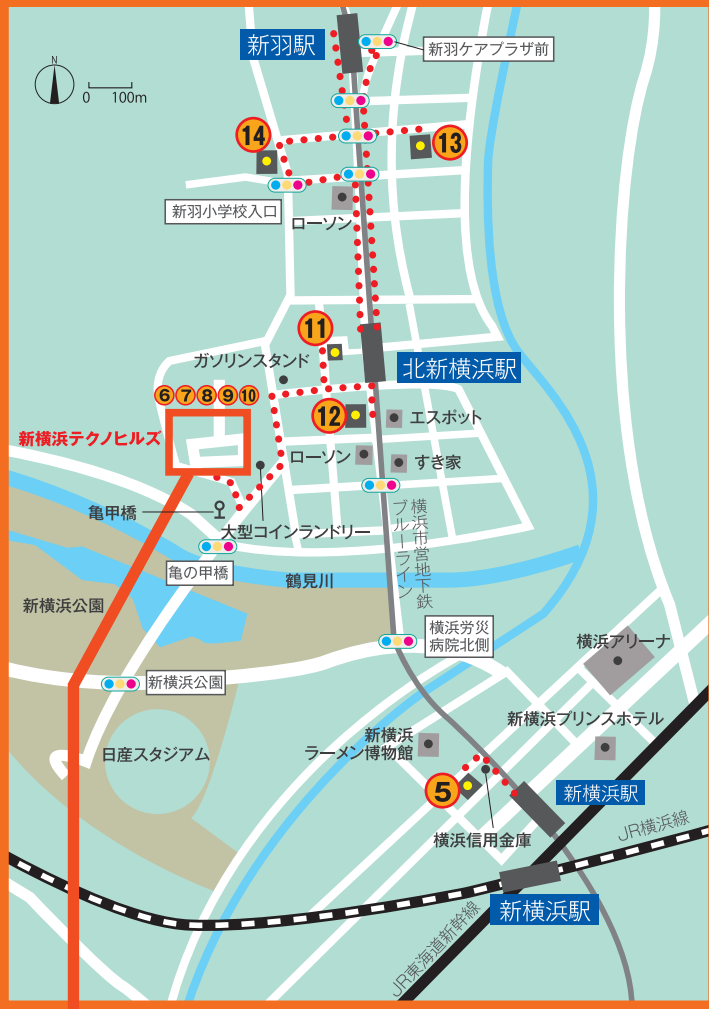 新羽駅
新羽ケアプラザ前
N
0 100m
14
13
新羽小学校入口
ローソン
11
ガソリンスタンド
北新横浜駅
6 7 8 9 10
12
エスポット
新横浜テクノヒルズ
ローソン
すき家
亀甲橋
大型コインランドリー
横浜市営地下鉄
ブルーライン
亀の甲橋
鶴見川
新横浜公園
横浜労災
病院北側
横浜アリーナ
新横浜公園
新横浜プリンスホテル
日産スタジアム
新横浜
ラーメン博物館
5
新横浜駅
横浜信用金庫
JR横浜線
新横浜駅
JR東海道新幹線